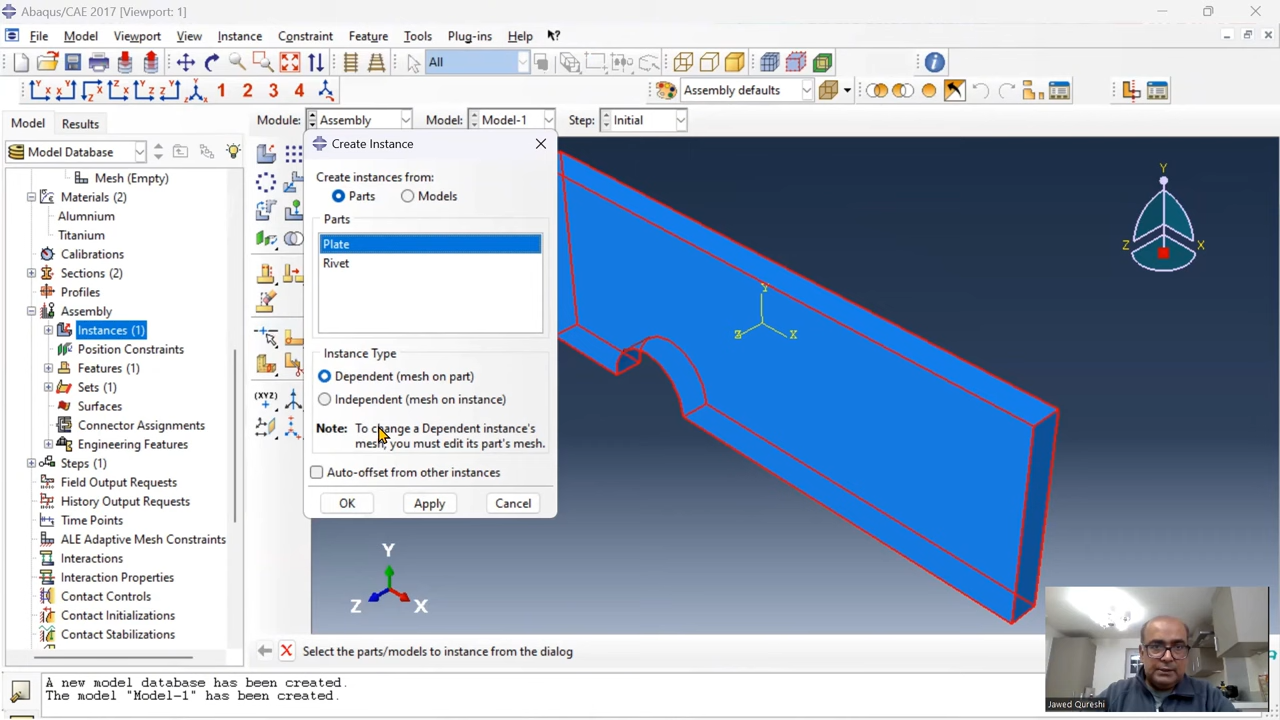 Abaqus/CAE 2017 [Viewport: 1]
File Model Viewport View Instance Constraint Feature Tools Plug-ins Help
All
1 2 3 4
Assembly defaults
Model Results
Module: Assembly Model: Model-1 Step: Initial
Model Database
Mesh (Empty)
Materials (2)
Alumnium
Titanium
Calibrations
Sections (2)
Profiles
Assembly
Instances (1)
Position Constraints
Features (1)
Sets (1)
Surfaces
Connector Assignments
Engineering Features
Steps (1)
Field Output Requests
History Output Requests
Time Points
ALE Adaptive Mesh Constraints
Interactions
Interaction Properties
Contact Controls
Contact Initializations
Contact Stabilizations
(XYZ)
Create Instance
Create instances from:
Parts Models
Parts
Plate
Rivet
Instance Type
Dependent (mesh on part)
Independent (mesh on instance)
Note: To change a Dependent instance's
mesh, you must edit its part's mesh.
Auto-offset from other instances
OK Apply Cancel
Y
Z X
Y
Z X
Y
Z X
Select the parts/models to instance from the dialog
A new model database has been created.
The model "Model-1" has been created.
Jawed Qureshi